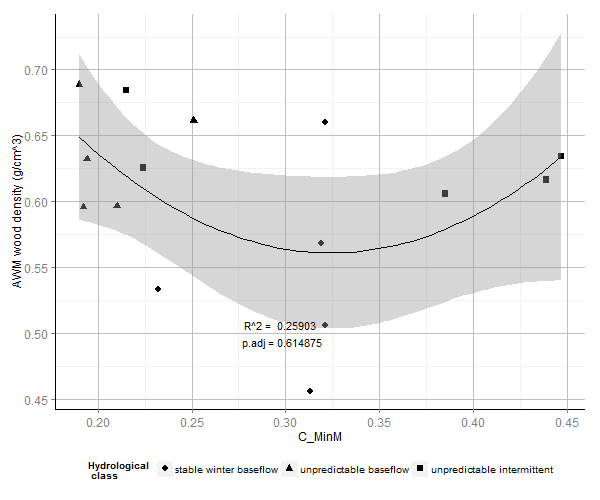 0.70
0.65
0.60
0.55
0.50
0.45
AWM wood density (g/cm^3)
R^2 = 0.25903
p.adj = 0.614875
0.20 0.25 0.30 0.35 0.40 0.45
C_MinM
Hydrological
class
stable winter baseflow unpredictable baseflow unpredictable intermittent